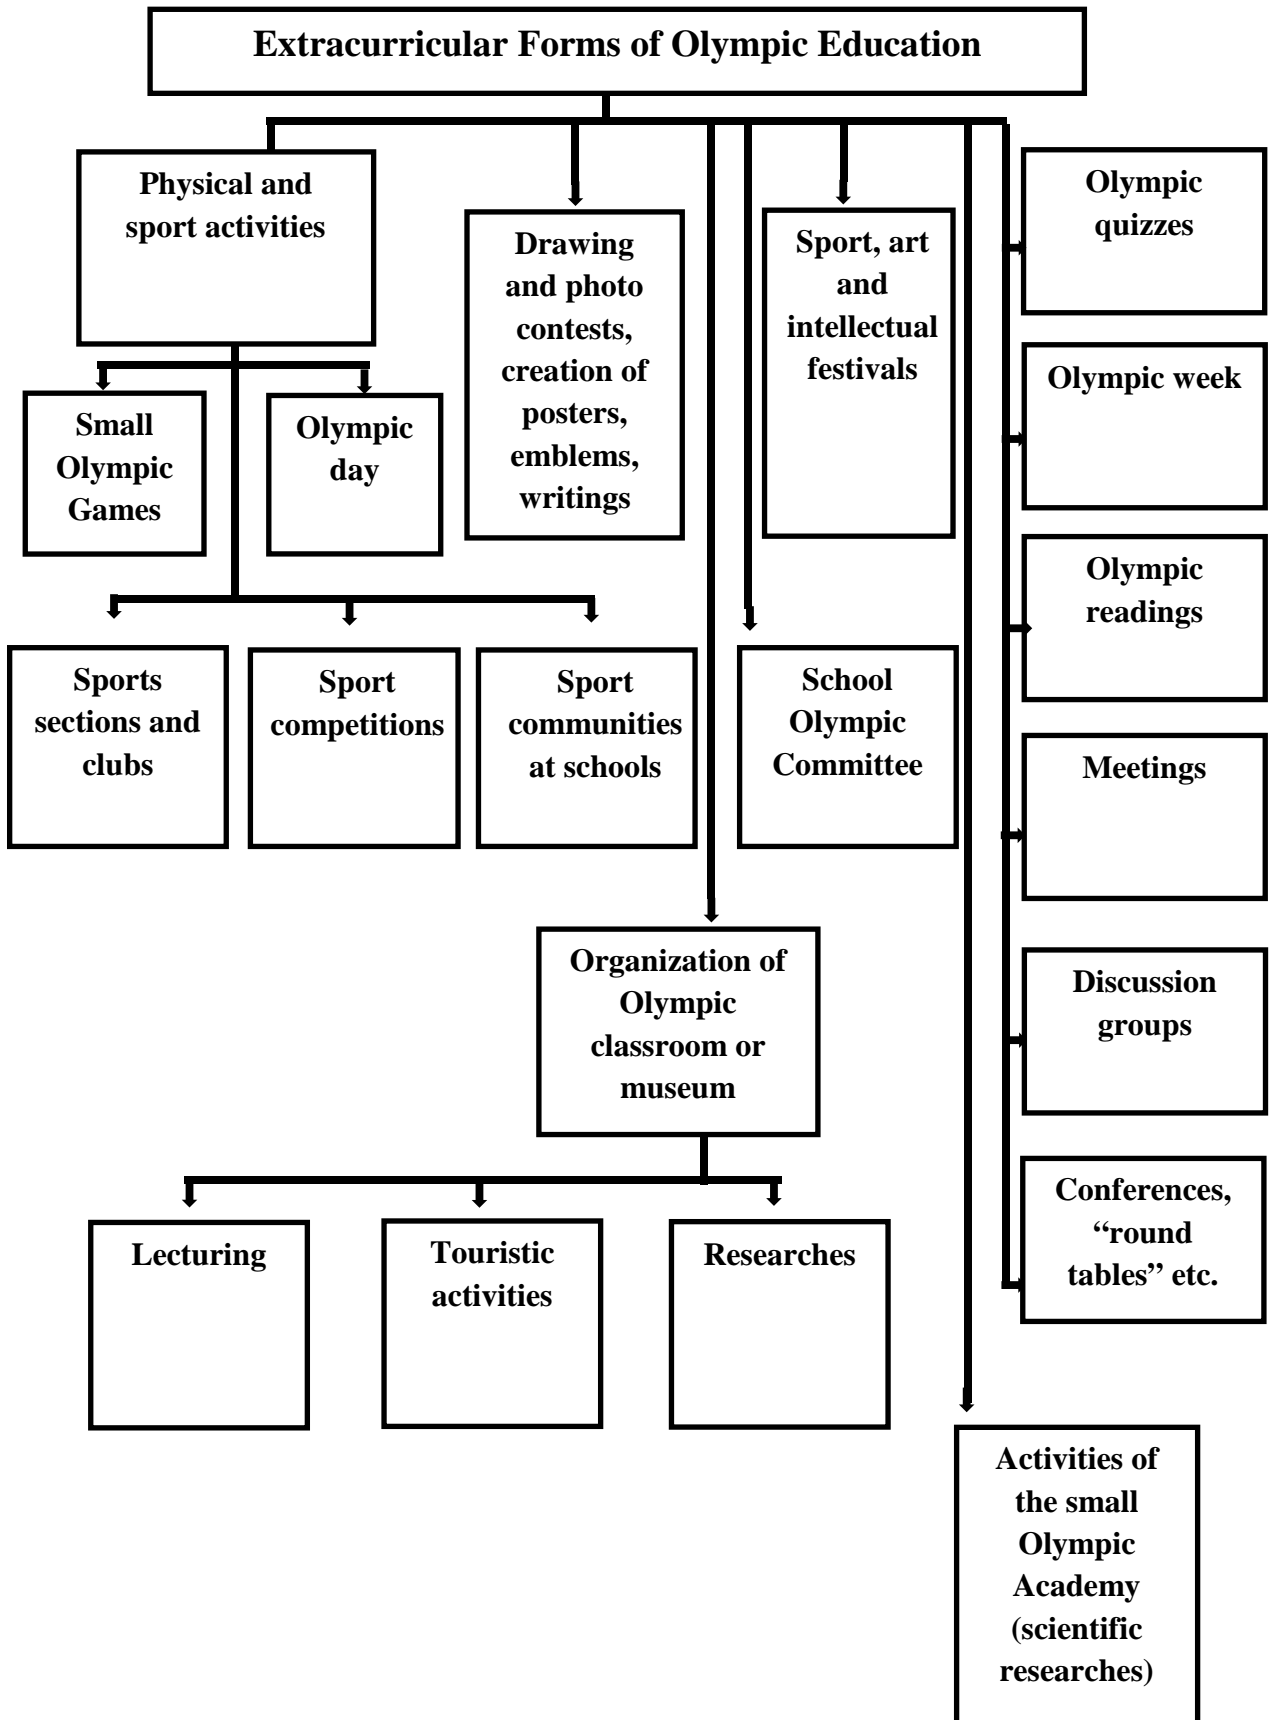 Extracurricular Forms of Olympic Education
Physical and
sport activities
Drawing
and photo
contests,
creation of
posters,
emblems,
writings
Sport, art
and
intellectual
festivals
Olympic
quizzes
Olympic week
Small
Olympic
Games
Olympic
day
Olympic
readings
Sports
sections and
clubs
Sport
competitions
Sport
communities
at schools
School
Olympic
Committee
Meetings
Organization of
Olympic
classroom or
museum
Discussion
groups
Conferences,
“round
tables” etc.
Lecturing
Touristic
activities
Researches
Activities of
the small
Olympic
Academy
(scientific
researches)